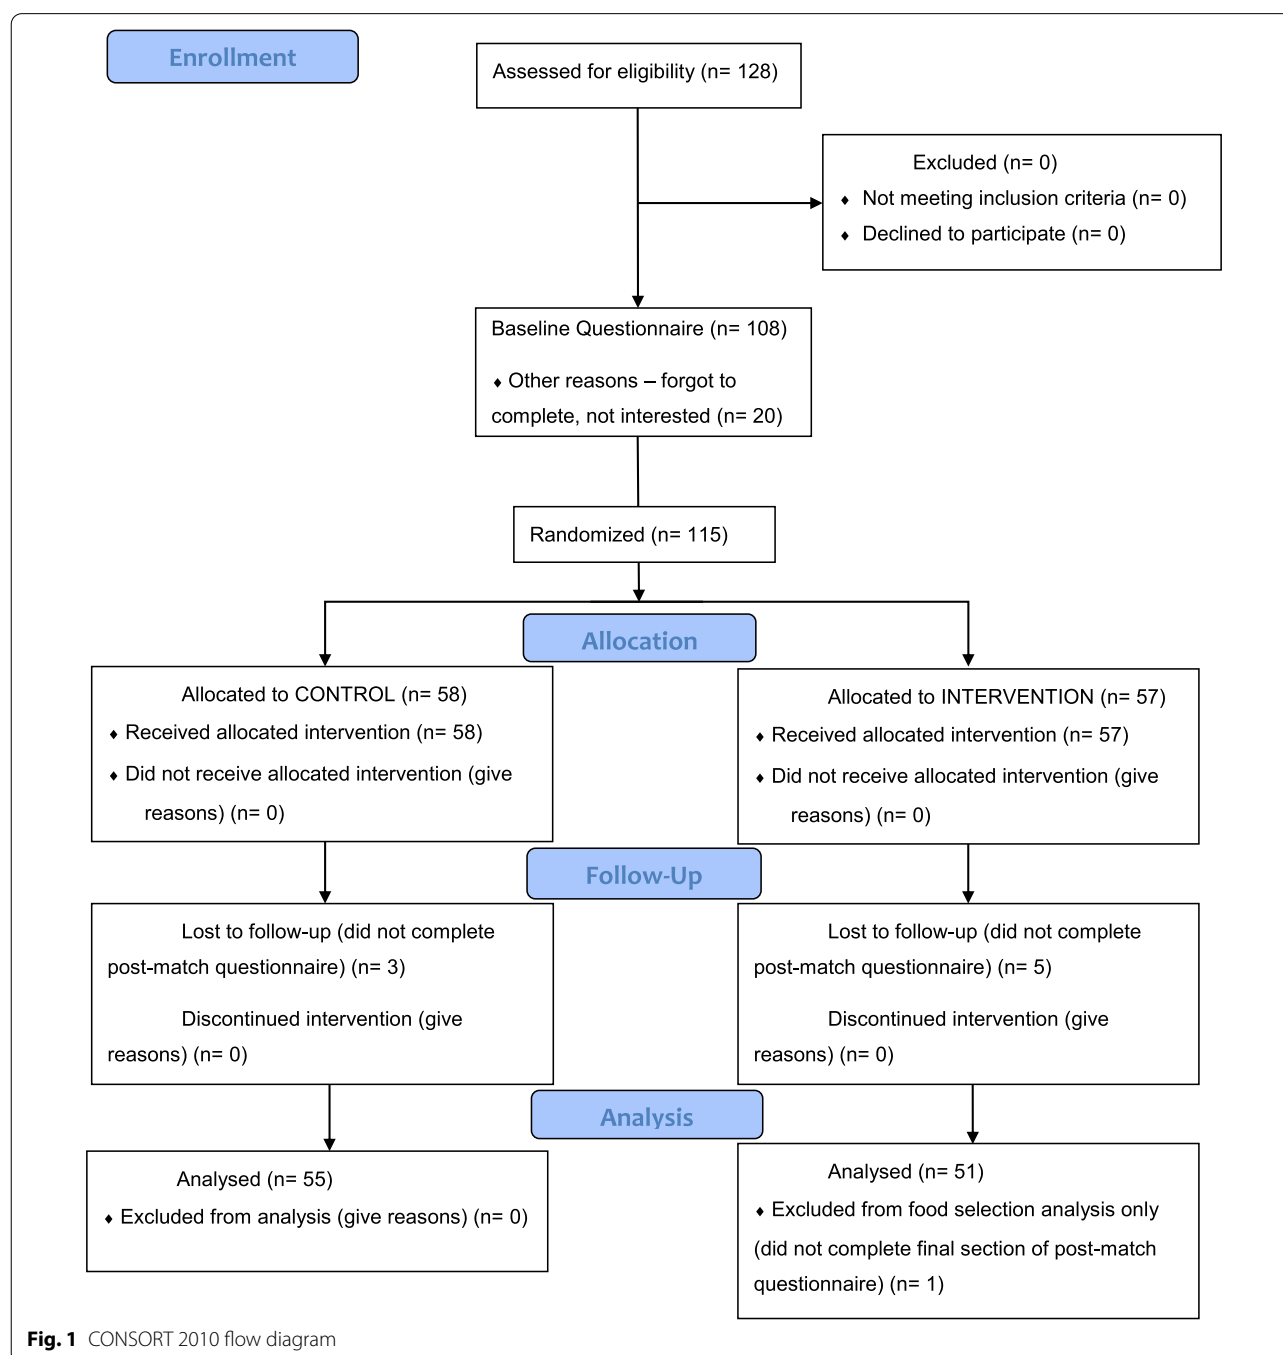 Enrollment
Assessed for eligibility (n= 128)
Excluded (n= 0)
♦ Not meeting inclusion criteria (n= 0)
♦ Declined to participate (n= 0)
Baseline Questionnaire (n= 108)
♦ Other reasons – forgot to
complete, not interested (n= 20)
Randomized (n= 115)
Allocation
Allocated to CONTROL (n= 58)
♦ Received allocated intervention (n= 58)
♦ Did not receive allocated intervention (give
reasons) (n= 0)
Allocated to INTERVENTION (n= 57)
♦ Received allocated intervention (n= 57)
♦ Did not receive allocated intervention (give
reasons) (n= 0)
Follow-Up
Lost to follow-up (did not complete
post-match questionnaire) (n= 3)
Discontinued intervention (give
reasons) (n= 0)
Lost to follow-up (did not complete
post-match questionnaire) (n= 5)
Discontinued intervention (give
reasons) (n= 0)
Analysis
Analysed (n= 55)
♦ Excluded from analysis (give reasons) (n= 0)
Analysed (n= 51)
♦ Excluded from food selection analysis only
(did not complete final section of post-match
questionnaire) (n= 1)
Fig. 1 CONSORT 2010 flow diagram